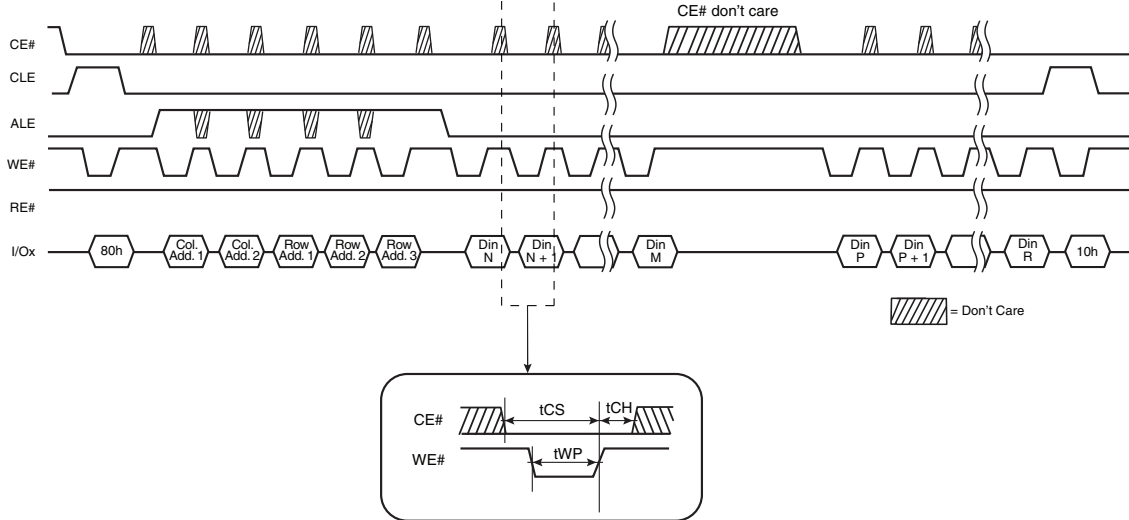 CE# don't care
CE#
CLE
ALE
WE#
RE#
I/Ox
80h
Col. Add. 1
Col. Add. 2
Row Add. 1
Row Add. 2
Row Add. 3
Din N
Din N + 1
Din M
Din P
Din P + 1
Din R
10h
= Don't Care
CE#
tCS
tCH
WE#
tWP